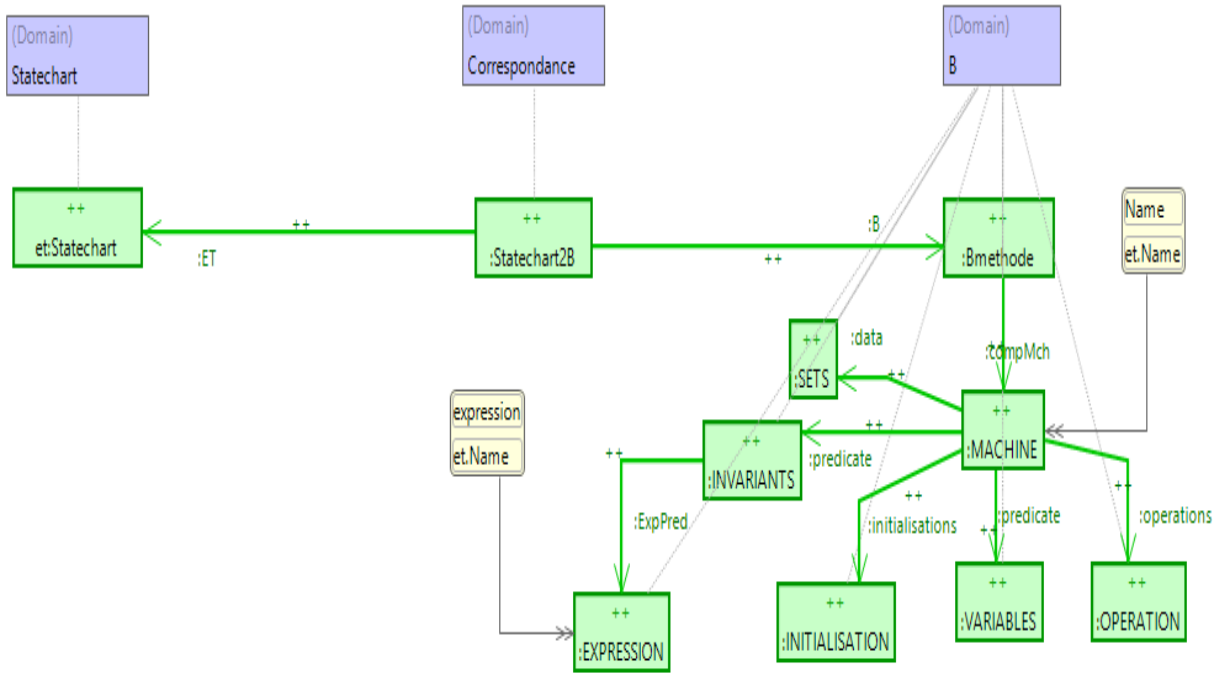 (Domain)
Statechart
(Domain)
Correspondance
(Domain)
B
++
et:Statechart
++
:ET
++
:Statechart2B
:B
++
++
:Bmethode
Name
et.Name
++
:compMch
++
:SETS
:data
++
++
:MACHINE
expression
et.Name
++
:INVARIANTS
++
:predicate
++
:ExpPred
++
:initialisations
++
:predicate
++
:operations
++
:EXPRESSION
++
:INITIALISATION
++
:VARIABLES
++
:OPERATION